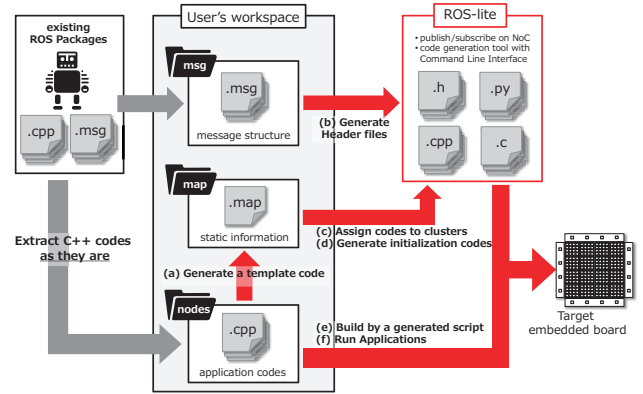 existing
ROS Packages
.cpp
.msg
Extract C++ codes
as they are
User's workspace
msg
.msg
message structure
map
.map
static information
(a) Generate a template code
nodes
.cpp
application codes
(b) Generate
Header files
ROS-lite
• publish/subscribe on NoC
• code generation tool with
Command Line Interface
.h
.py
.cpp
.c
(c) Assign codes to clusters
(d) Generate initialization codes
(e) Build by a generated script
(f) Run Applications
Target
embedded board